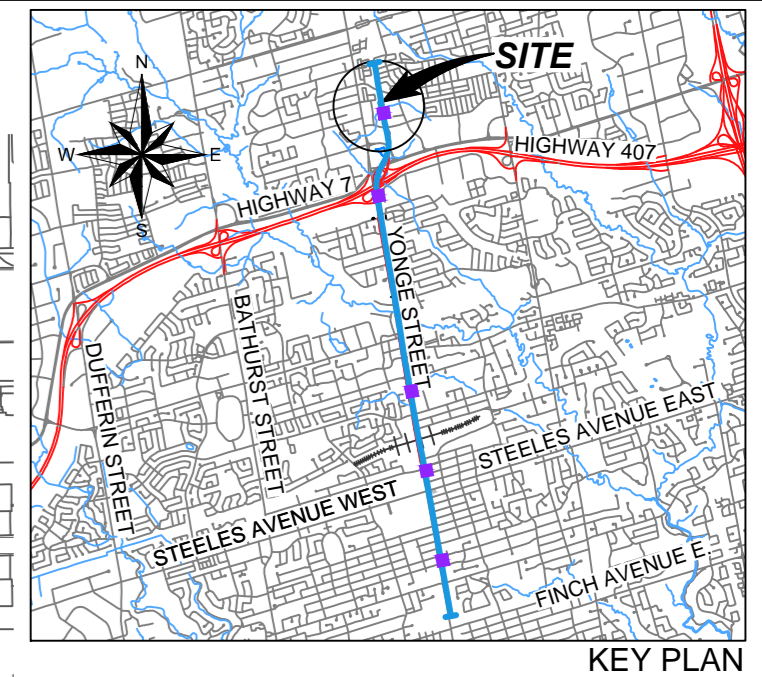 SITE
N
W
E
S
HIGHWAY 407
HIGHWAY 7
YONGE STREET
BATHURST STREET
DUFFERIN STREET
STEELES AVENUE EAST
STEELES AVENUE WEST
FINCH AVENUE E.
KEY PLAN